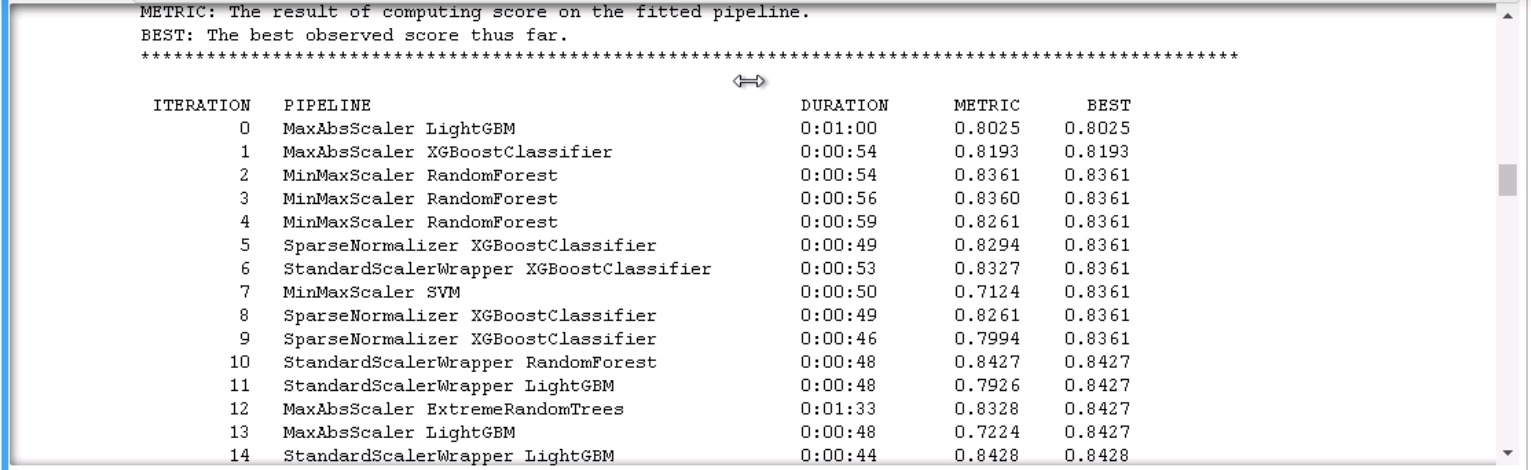 METRIC: The result of computing score on the fitted pipeline.
BEST: The best observed score thus far.
****************************************************************************************************
ITERATION PIPELINE DURATION METRIC BEST
0 MaxAbsScaler LightGBM 0:01:00 0.8025 0.8025
1 MaxAbsScaler XGBoostClassifier 0:00:54 0.8193 0.8193
2 MinMaxScaler RandomForest 0:00:54 0.8361 0.8361
3 MinMaxScaler RandomForest 0:00:56 0.8360 0.8361
4 MinMaxScaler RandomForest 0:00:59 0.8261 0.8361
5 SparseNormalizer XGBoostClassifier 0:00:49 0.8294 0.8361
6 StandardScalerWrapper XGBoostClassifier 0:00:53 0.8327 0.8361
7 MinMaxScaler SVM 0:00:50 0.7124 0.8361
8 SparseNormalizer XGBoostClassifier 0:00:49 0.8261 0.8361
9 SparseNormalizer XGBoostClassifier 0:00:46 0.7994 0.8361
10 StandardScalerWrapper RandomForest 0:00:48 0.8427 0.8427
11 StandardScalerWrapper LightGBM 0:00:48 0.7926 0.8427
12 MaxAbsScaler ExtremeRandomTrees 0:01:33 0.8328 0.8427
13 MaxAbsScaler LightGBM 0:00:48 0.7224 0.8427
14 StandardScalerWrapper LightGBM 0:00:44 0.8428 0.8428